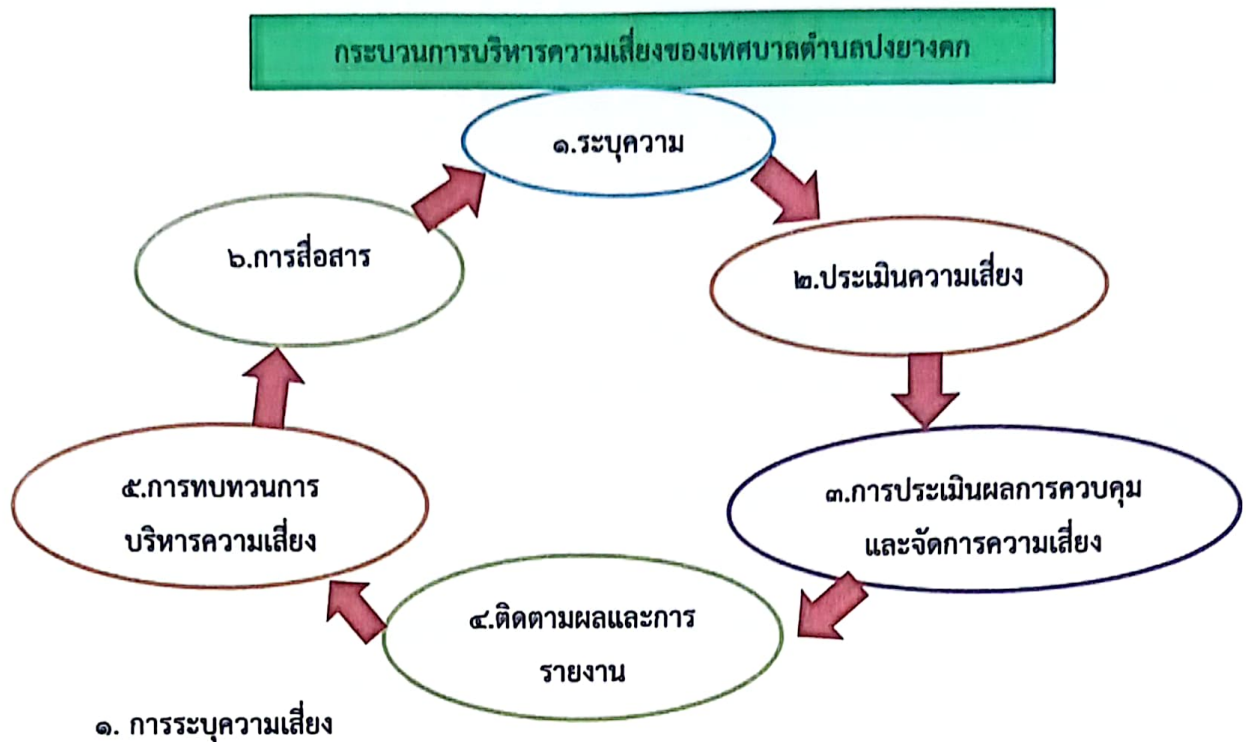 กระบวนการบริหารความเสี่ยงของเทศบาลตำบลปงยางคก
๑.ระบุความ
๒.ประเมินความเสี่ยง
๓.การประเมินผลการควบคุม
และจัดการความเสี่ยง
๔.ติดตามผลและการ
รายงาน
๕.การทบทวนการ
บริหารความเสี่ยง
๖.การสื่อสาร
๑. การระบุความเสี่ยง